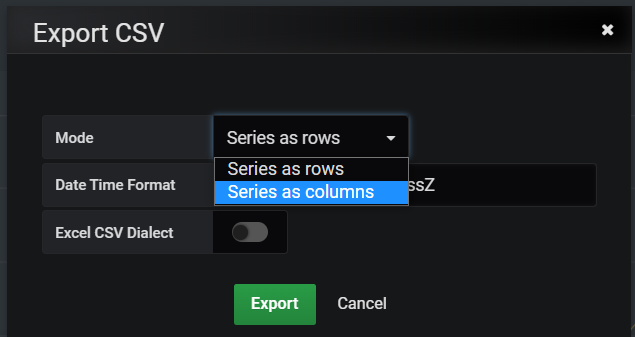 Export CSV
Mode
Series as rows
Series as rows
Series as columns
Date Time Format
ssZ
Excel CSV Dialect
Export
Cancel